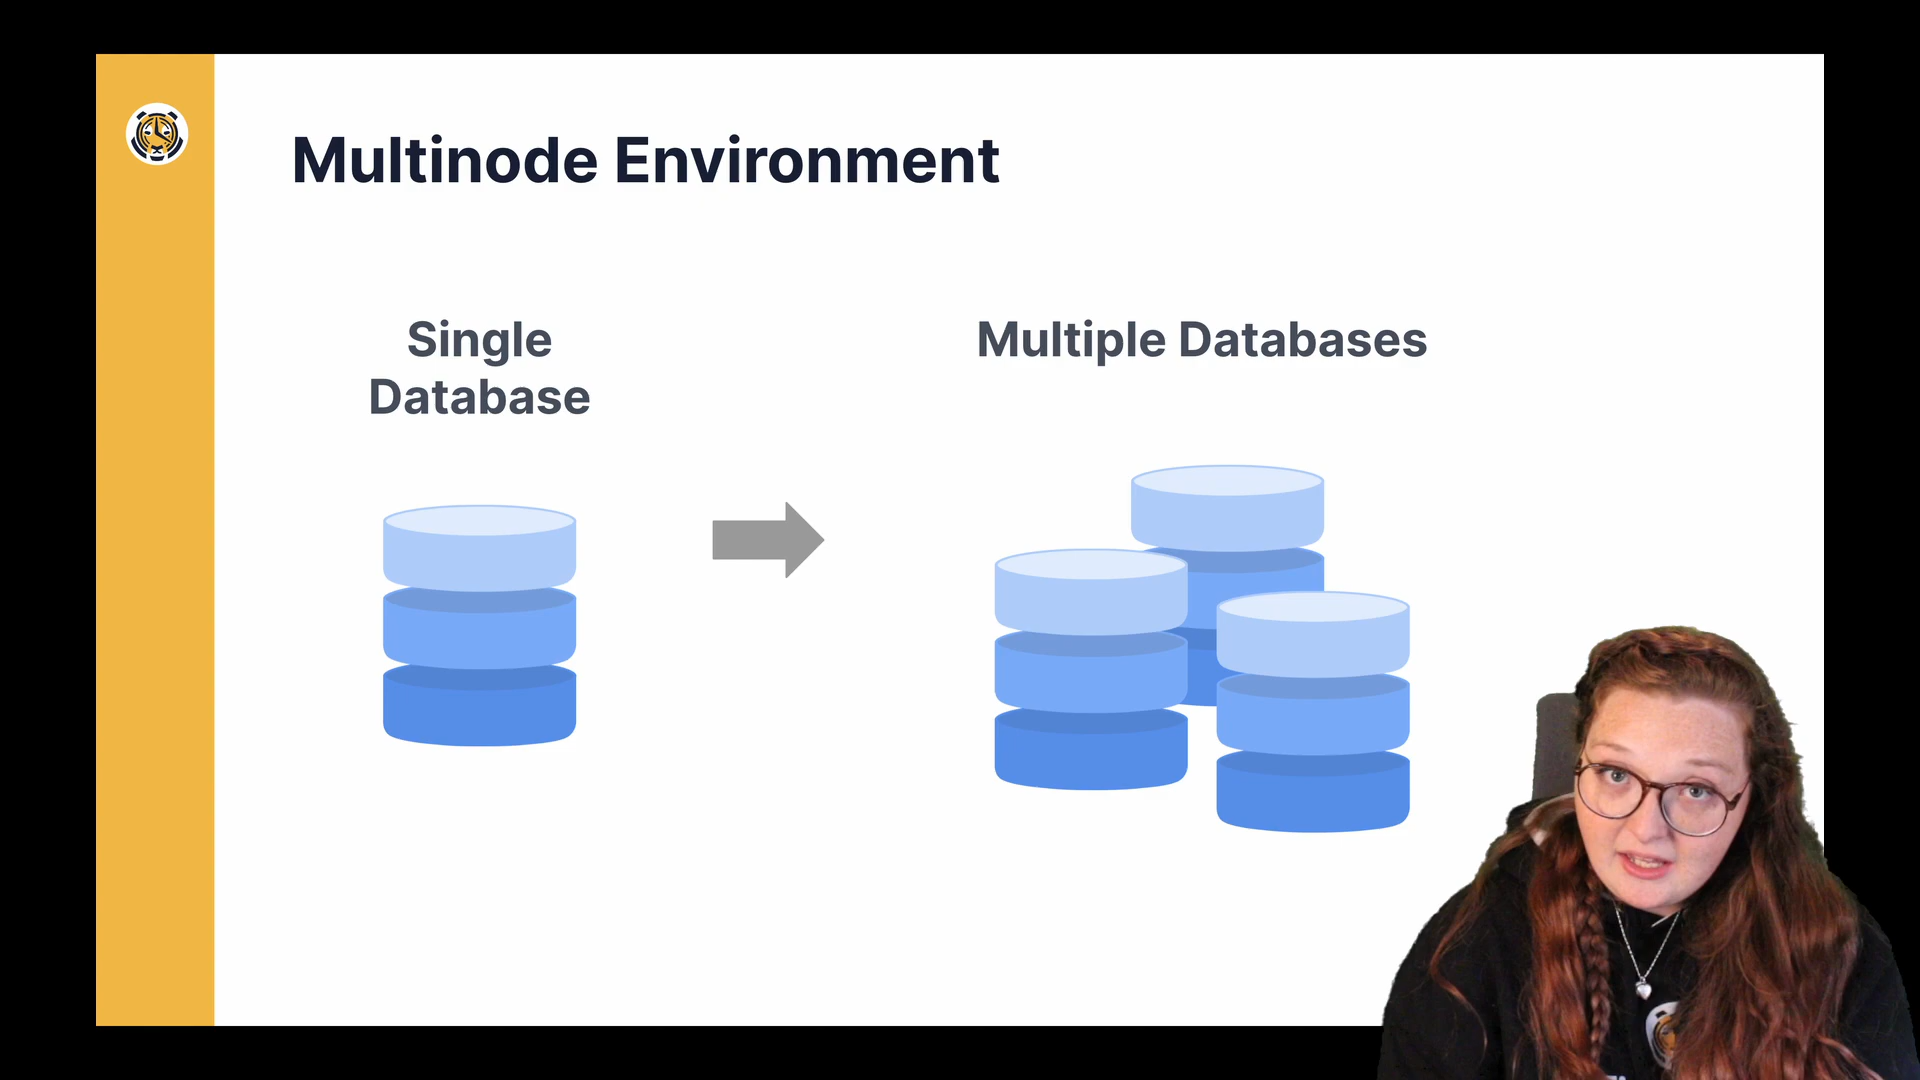 Multinode Environment
Single
Database
Multiple Databases